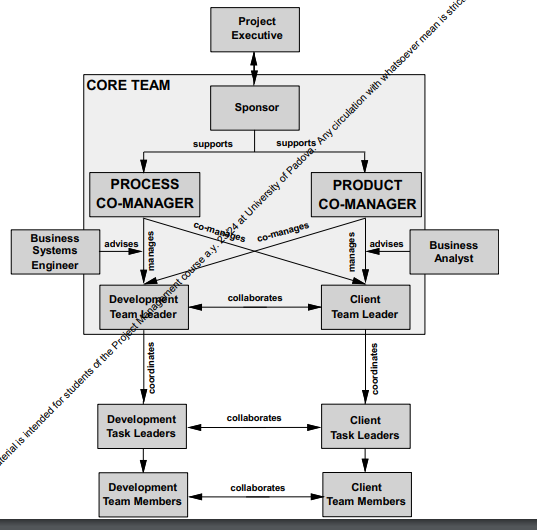 Project
Executive
CORE TEAM
Sponsor
supports
supports
PROCESS
CO-MANAGER
PRODUCT
CO-MANAGER
co-manages
co-manages
Business
Systems
Engineer
advises
manages
manages
advises
Business
Analyst
Development
Team Leader
collaborates
Client
Team Leader
coordinates
coordinates
Development
Task Leaders
collaborates
Client
Task Leaders
Development
Team Members
collaborates
Client
Team Members
is intended for students of the Project Management course a.y. 2324 at University of Padova. Any circulation with whatsoever mean is